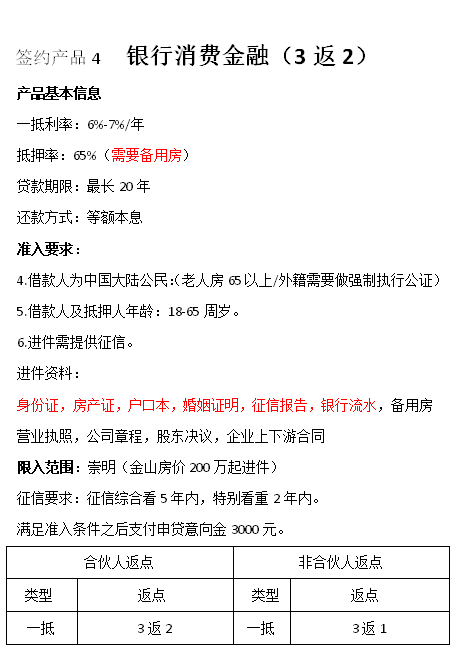 签约产品 4 银行消费金融（3 返 2）
产品基本信息
一抵利率：6%-7%/年
抵押率：65%（需要备用房）
贷款期限：最长 20 年
还款方式：等额本息
准入要求：
4.借款人为中国大陆公民：（老人房 65 以上/外籍需要做强制执行公证）
5.借款人及抵押人年龄：18-65 周岁。
6.进件需提供征信。
进件资料：
身份证，房产证，户口本，婚姻证明，征信报告，银行流水，备用房
营业执照，公司章程，股东决议，企业上下游合同
限入范围：崇明（金山房价 200 万起进件）
征信要求：征信综合看 5 年内，特别看重 2 年内。
满足准入条件之后支付申贷意向金 3000 元。
合伙人返点 非合伙人返点
类型 返点 类型 返点
一抵 3 返 2 一抵 3 返 1